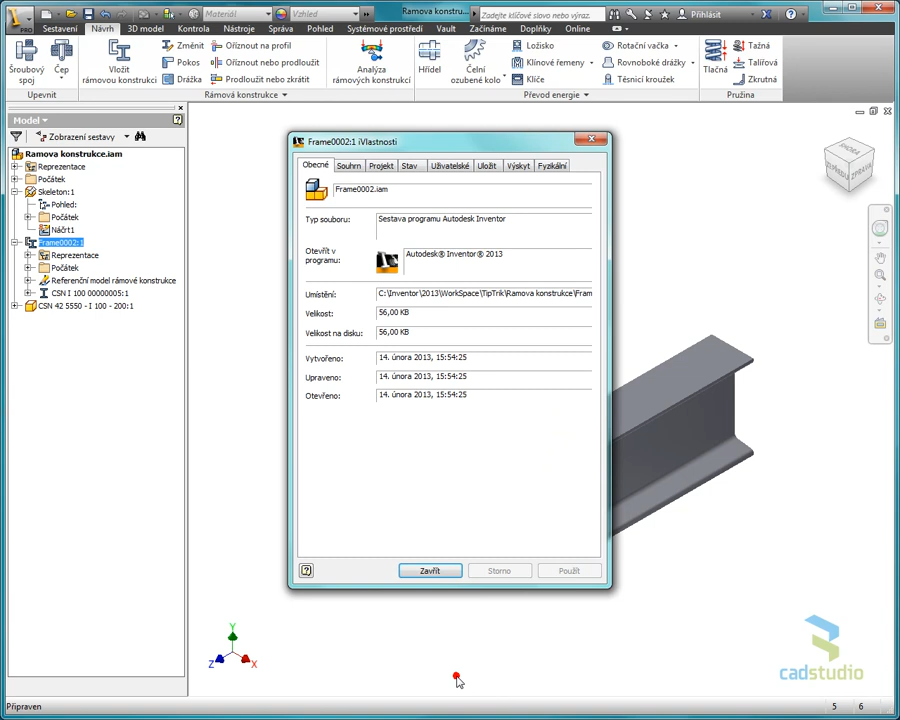 PRO
Materiál
Vzhled
Ramova konstru...
Zadejte klíčové slovo nebo výraz.
Přihlásit
Stavení Návrh 3D model Kontrola Nástroje Správa Pohled Systémové prostředí Vault Začínáme Doplňky Online
Šroubový spoj
Čep
Vložit rámovou konstrukci
Změnit
Pokos
Drážka
Oříznout na profil
Oříznout nebo prodloužit
Prodloužit nebo zkrátit
Analýza rámových konstrukcí
Hřídel
Čelní ozubené kolo
Ložisko
Klínové řemeny
Klíče
Rotační vačka
Rovnoboké drážky
Těsnicí kroužek
Tlačná
Tažná
Talířová
Zkrutná
Upevnit
Rámová konstrukce
Převod energie
Pružina
Model
Zobrazení sestavy
Ramova konstrukce.iam
Reprezentace
Počátek
Skeleton:1
Pohled:
Počátek
Náčrt1
Frame0002:1
Reprezentace
Počátek
Referenční model rámové konstrukce
CSN I 100 00000005:1
CSN 42 5550 - I 100 - 200:1
Frame0002:1 iVlastnosti
Obecné Souhrn Projekt Stav Uživatelské Uložit Výskyt Fyzikální
Frame0002.iam
Typ souboru: Sestava programu Autodesk Inventor
Otevřít v programu: Autodesk® Inventor® 2013
Umístění: C:\Inventor\2013\WorkSpace\TipTrik\Ramova konstrukce\Fram
Velikost: 56,00 KB
Velikost na disku: 56,00 KB
Vytvořeno: 14. února 2013, 15:54:25
Upraveno: 14. února 2013, 15:54:25
Otevřeno: 14. února 2013, 15:54:25
Zavřít Storno Použít
SHORA
ZPŘEDU
ZPRAVA
Y
Z
X
cadstudio
Připraven
5 6